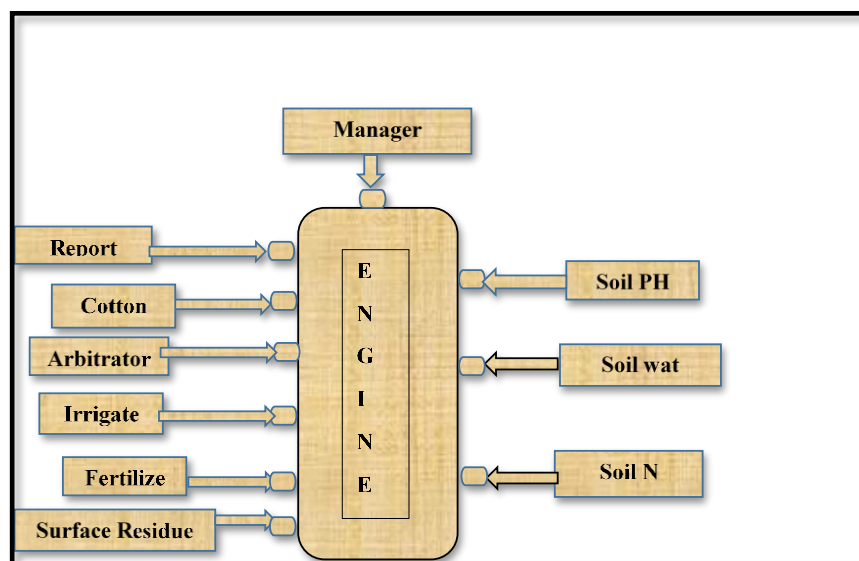 Manager
Report
Cotton
Arbitrator
Irrigate
Fertilize
Surface Residue
E
N
G
I
N
E
Soil PH
Soil wat
Soil N